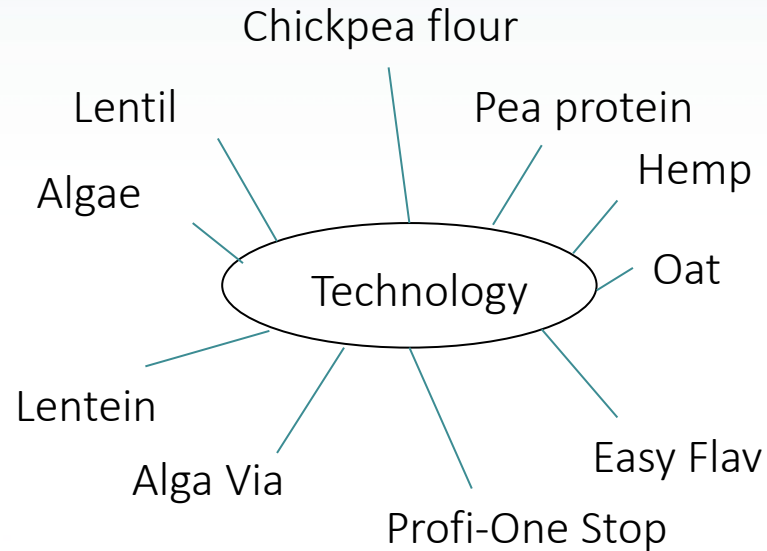 Chickpea flour
Lentil
Pea protein
Hemp
Algae
Oat
Technology
Lentein
Easy Flav
Alga Via
Profi-One Stop